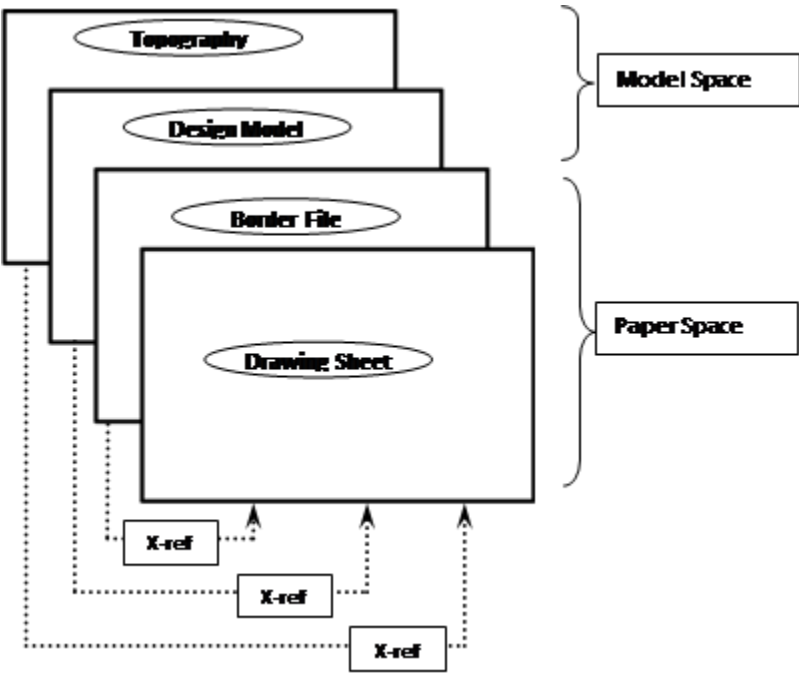 Topography
Model Space
Design Model
Border File
Paper Space
Drawing Sheet
X-ref
X-ref
X-ref